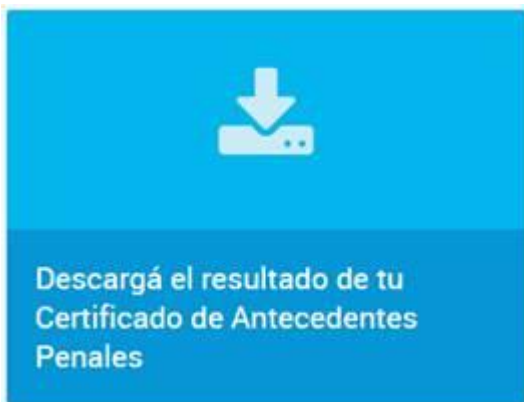 Descargá el resultado de tu
Certificado de Antecedentes
Penales